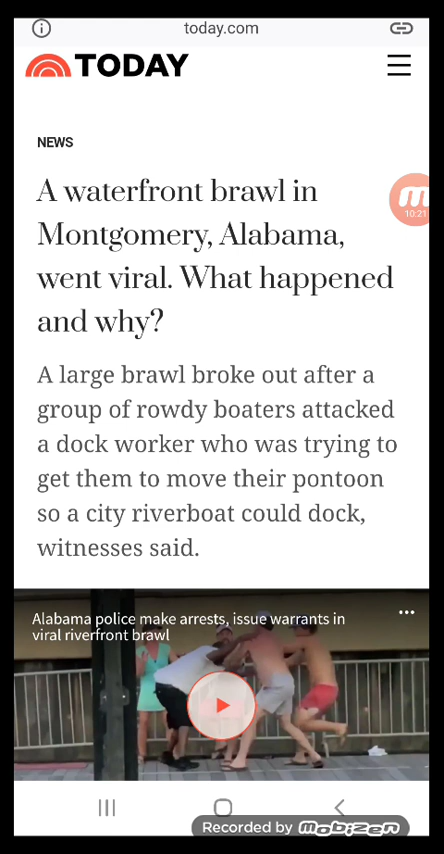 today.com
TODAY
NEWS
A waterfront brawl in
Montgomery, Alabama,
went viral. What happened
and why?
10:21
A large brawl broke out after a
group of rowdy boaters attacked
a dock worker who was trying to
get them to move their pontoon
so a city riverboat could dock,
witnesses said.
Alabama police make arrests, issue warrants in
viral riverfront brawl
Recorded by Mobizen